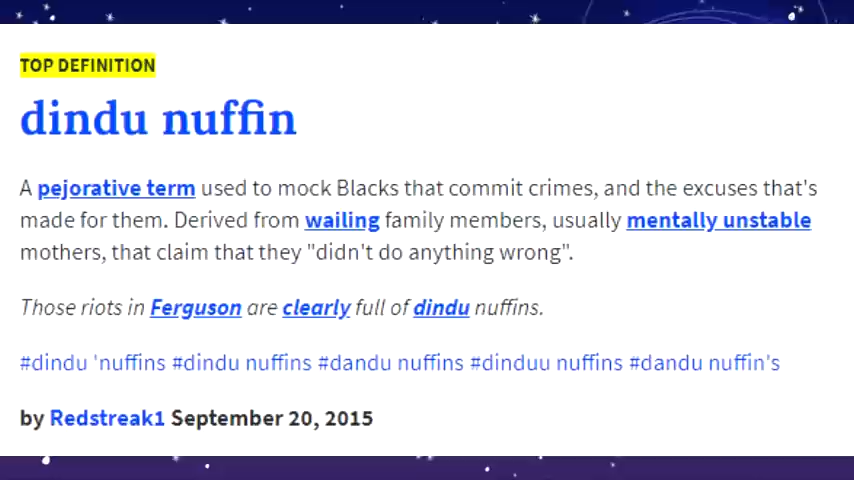 TOP DEFINITION
dindu nuffin
A pejorative term used to mock Blacks that commit crimes, and the excuses that's
made for them. Derived from wailing family members, usually mentally unstable
mothers, that claim that they "didn't do anything wrong".
Those riots in Ferguson are clearly full of dindu nuffins.
#dindu 'nuffins #dindu nuffins #dandu nuffins #dinduu nuffins #dandu nuffin's
by Redstreak1 September 20, 2015